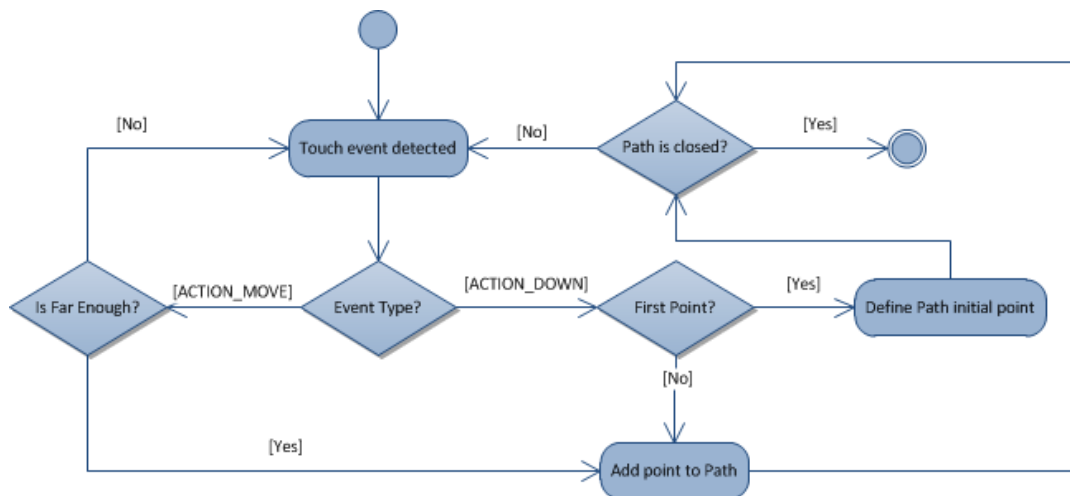 [No]
Touch event detected
[No]
Path is closed?
[Yes]
Is Far Enough?
[ACTION_MOVE]
Event Type?
[ACTION_DOWN]
First Point?
[Yes]
Define Path initial point
[No]
[Yes]
Add point to Path